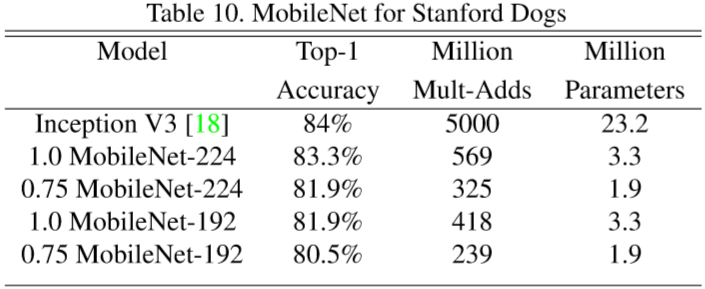 Table 10. MobileNet for Stanford Dogs
Model Top-1 Million Million
Accuracy Mult-Adds Parameters
Inception V3 [18] 84% 5000 23.2
1.0 MobileNet-224 83.3% 569 3.3
0.75 MobileNet-224 81.9% 325 1.9
1.0 MobileNet-192 81.9% 418 3.3
0.75 MobileNet-192 80.5% 239 1.9